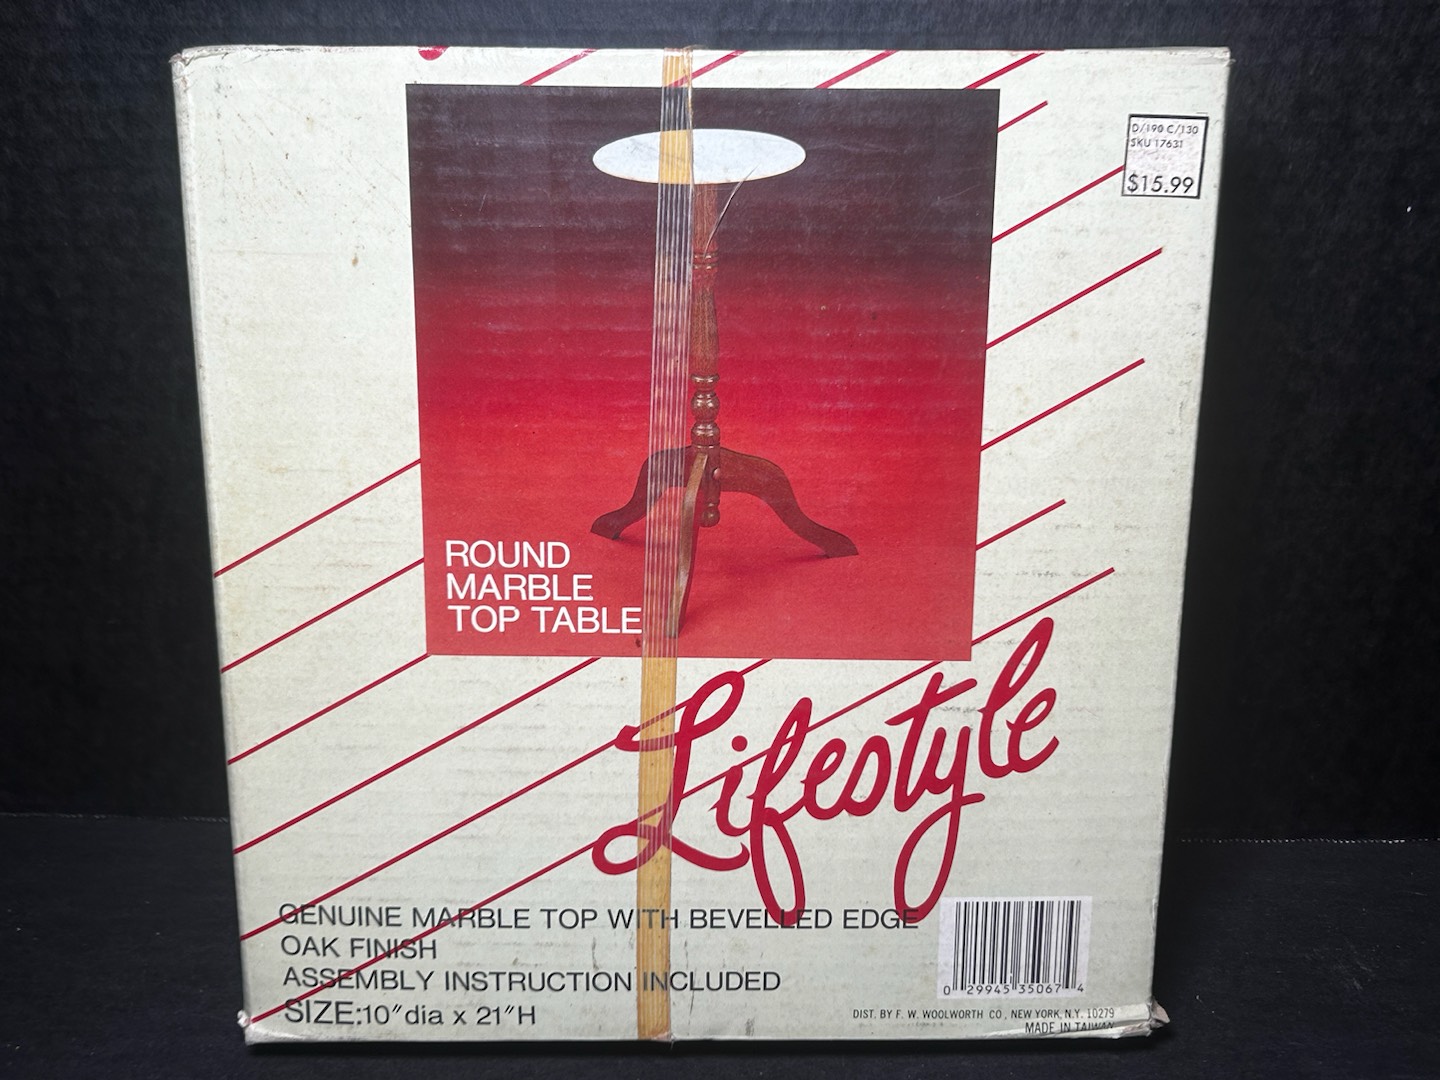 D/190 C/130
SKU 17631
$15.99
ROUND
MARBLE
TOP TABLE
Lifestyle
GENUINE MARBLE TOP WITH BEVELLED EDGE
OAK FINISH
ASSEMBLY INSTRUCTION INCLUDED
SIZE:10"dia x 21"H
0 29945 35067 4
DIST. BY F. W. WOOLWORTH CO., NEW YORK, N.Y. 10279
MADE IN TAIWAN